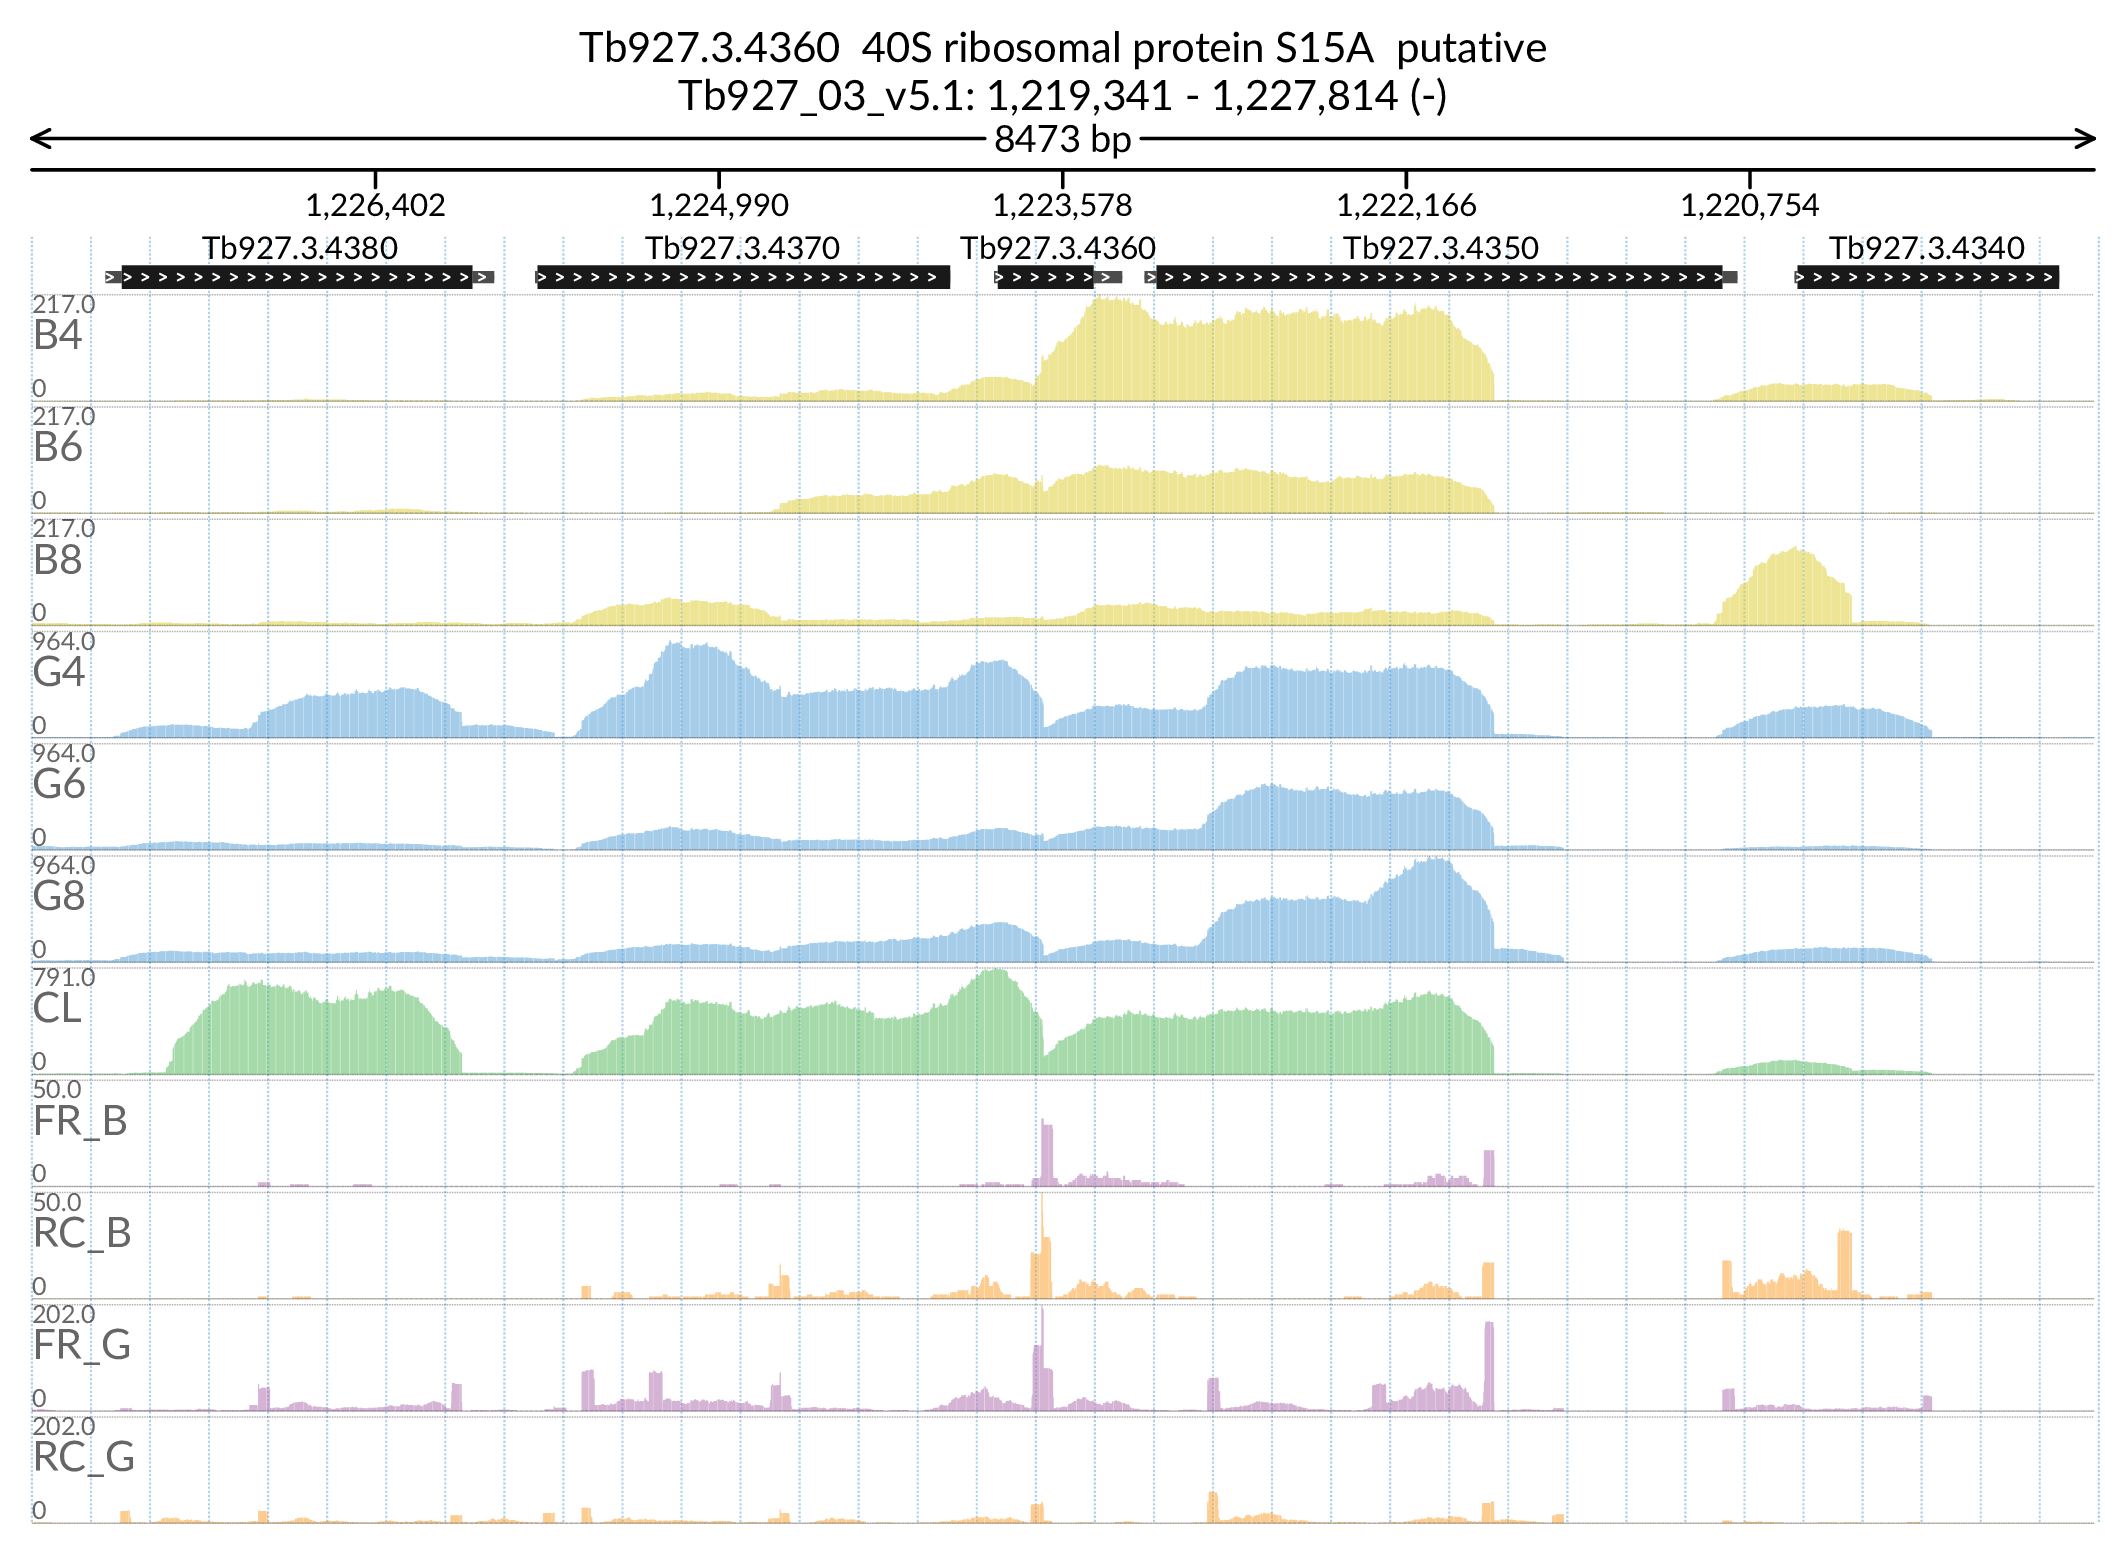 Tb927.3.4360 40S ribosomal protein S15A putative
Tb927_03_v5.1: 1,219,341 - 1,227,814 (-)
8473 bp
1,226,402 1,224,990 1,223,578 1,222,166 1,220,754
Tb927.3.4380 Tb927.3.4370 Tb927.3.4360 Tb927.3.4350 Tb927.3.4340
217.0
B4
0
217.0
B6
0
217.0
B8
0
964.0
G4
0
964.0
G6
0
964.0
G8
0
791.0
CL
0
50.0
FR_B
0
50.0
RC_B
0
202.0
FR_G
0
202.0
RC_G
0